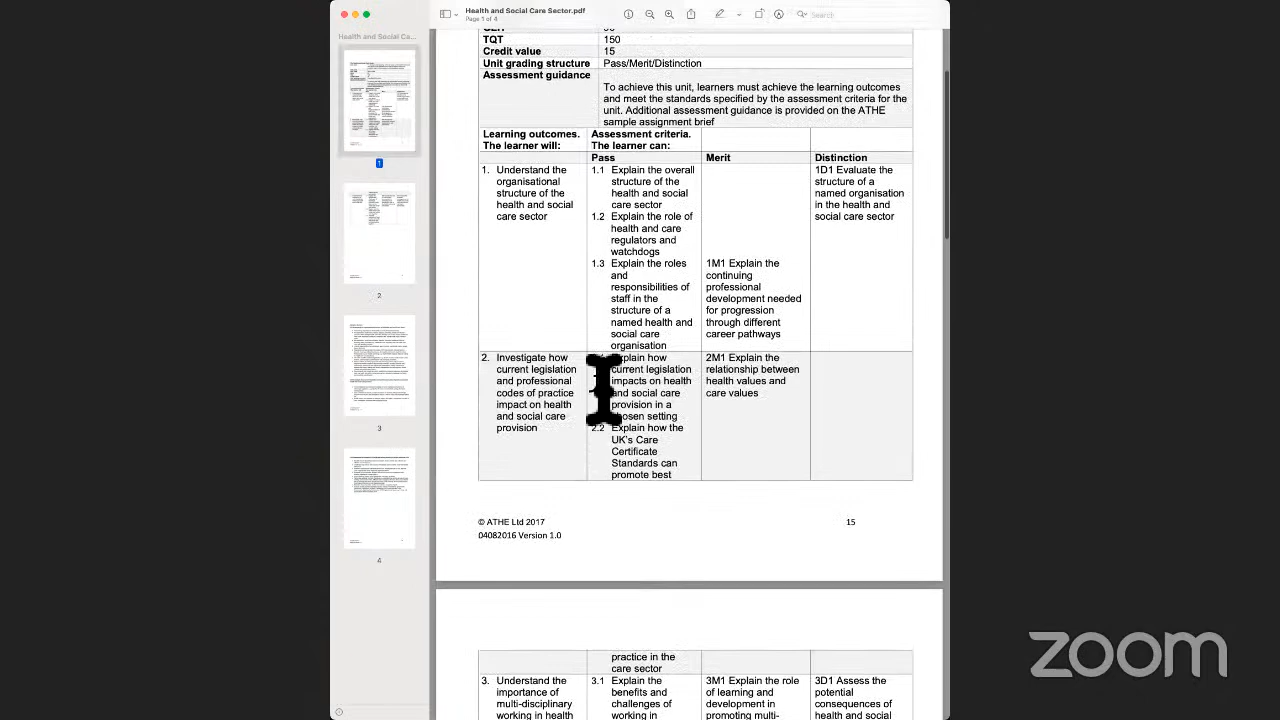 Health and Social Care Sector.pdf
Page 1 of 4
Search
Health and Social Ca...
1
2
3
4
TQT 150
Credit value 15
Unit grading structure Pass/Merit/Distinction
Assessment guidance
To achieve this unit, learners must achieve the learning outcomes
and meet the standards specified by the assessment criteria for the
unit. Additional assessment guidance is provided in the ATHE
sample assignment brief
Learning outcomes.
The learner will:
Assessment criteria.
The learner can:
Pass Merit Distinction
1. Understand the
organisational
structure of the
health and social
care sector
1.1 Explain the overall
structure of the
health and social
care sector
1.2 Explain the role of
health and care
regulators and
watchdogs
1.3 Explain the roles
and
responsibilities of
staff in the
structure of a
named health and
social care
organisation
1M1 Explain the
continuing
professional
development needed
for progression
through different
career pathways
1D1 Evaluate the
structure of a
named organisation
in the health and
social care sector
2. Investigate how
current legislation
and professional
codes of practice
impact on health
and social care
provision
legislation
impacts on health
and social care
provision in a
chosen setting
2.2 Explain how the
UK's Care
Certificate
Standards can
promote best
2M1 Explain the
relationship between
health values and
care values
© ATHE Ltd 2017 15
04082016 Version 1.0
practice in the
care sector
3. Understand the
importance of
multi-disciplinary
working in health
3.1 Explain the
benefits and
challenges of
working in
3M1 Explain the role
of learning and
development in
promoting multi-
3D1 Assess the
potential
consequences of
health and social
zoom